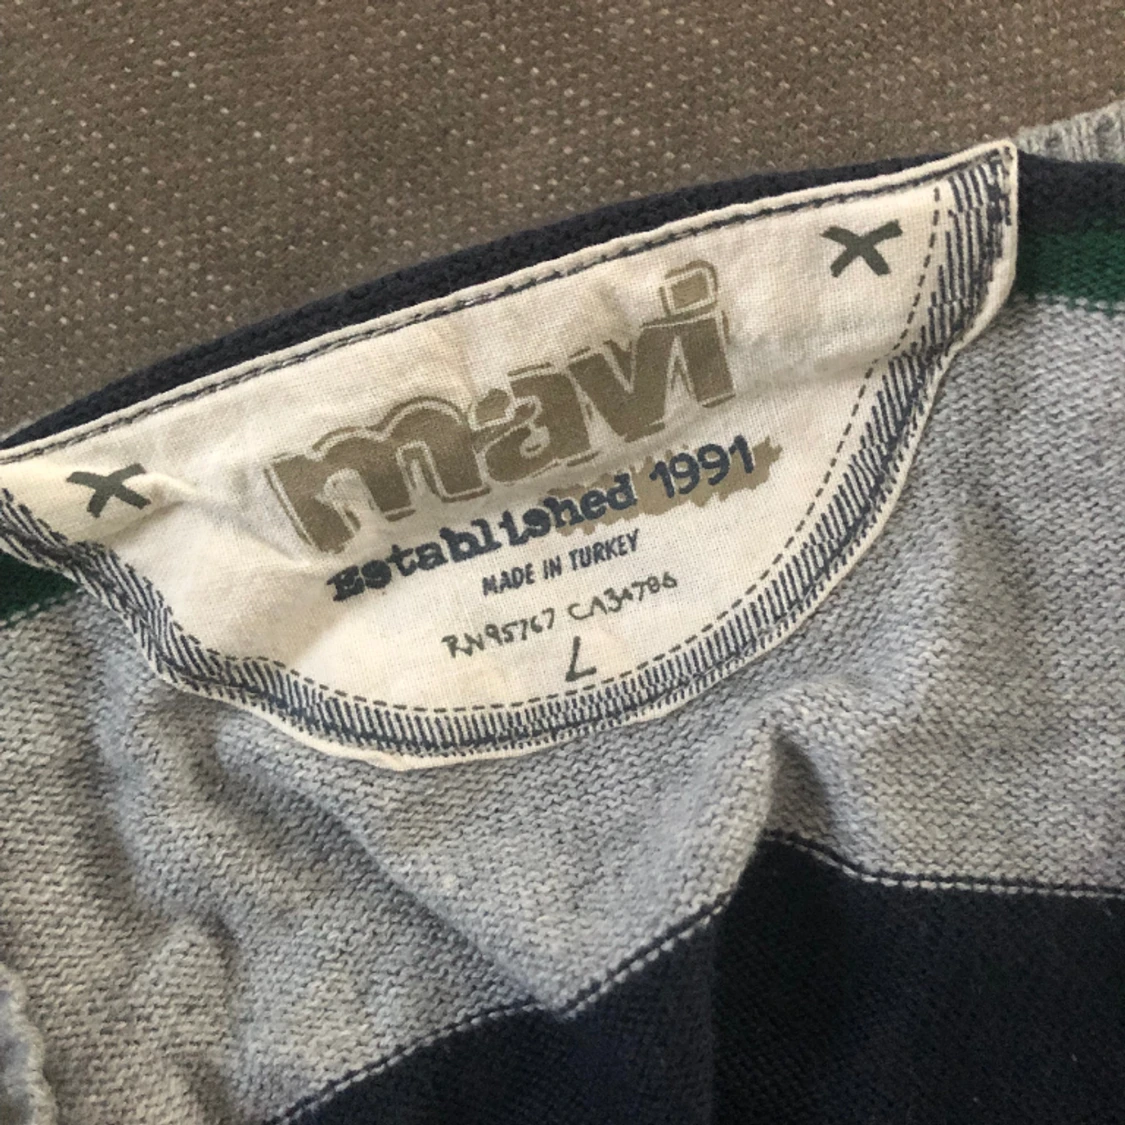 mavi
Established 1991
MADE IN TURKEY
RN95767 CA34786
L